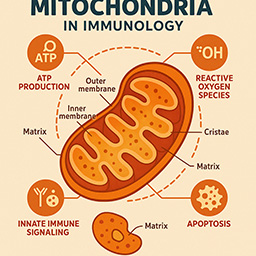 MITOCHONDRIA
IN IMMUNOLOGY
ATP
ATP
PRODUCTION
Outer
membrane
•OH
REACTIVE
OXYGEN
SPECIES
Inner
membrane
Matrix
Cristae
Matrix
INNATE IMMUNE
SIGNALING
Matrix
APOPTOSIS